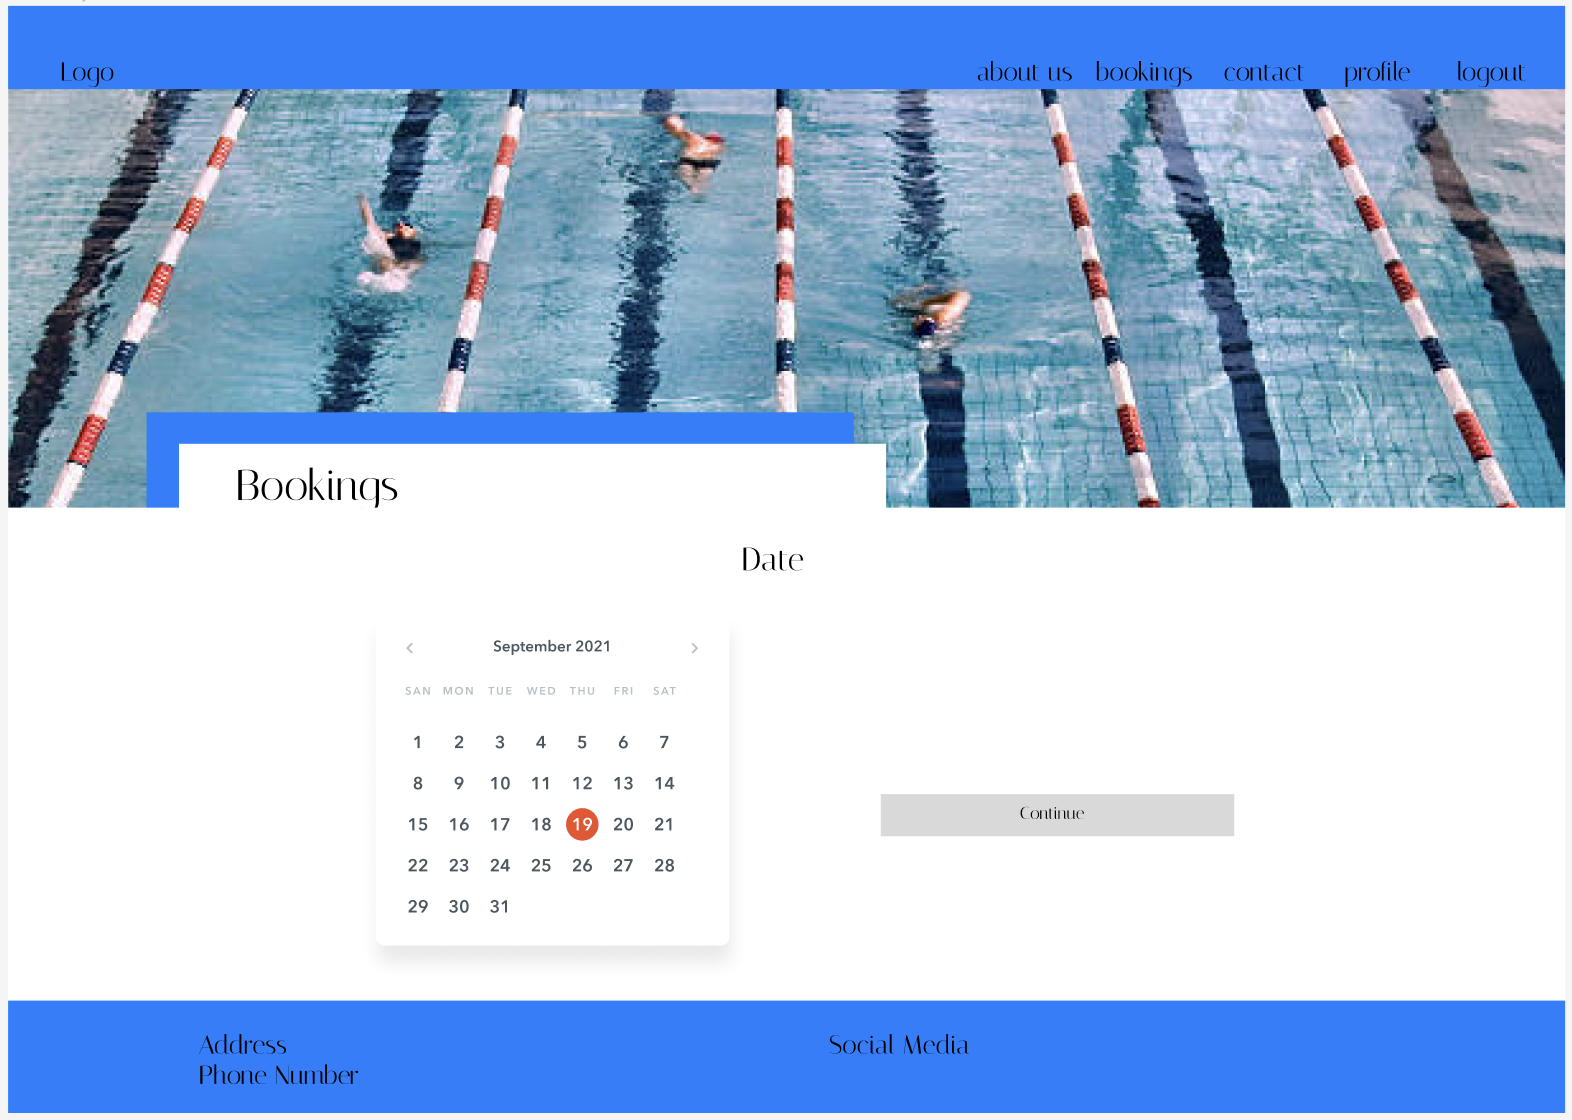 Logo
about us bookings contact profile logout
Bookings
Date
September 2021
SAN MON TUE WED THU FRI SAT
1 2 3 4 5 6 7
8 9 10 11 12 13 14
15 16 17 18 19 20 21
22 23 24 25 26 27 28
29 30 31
Continue
Address
Phone Number
Social Media